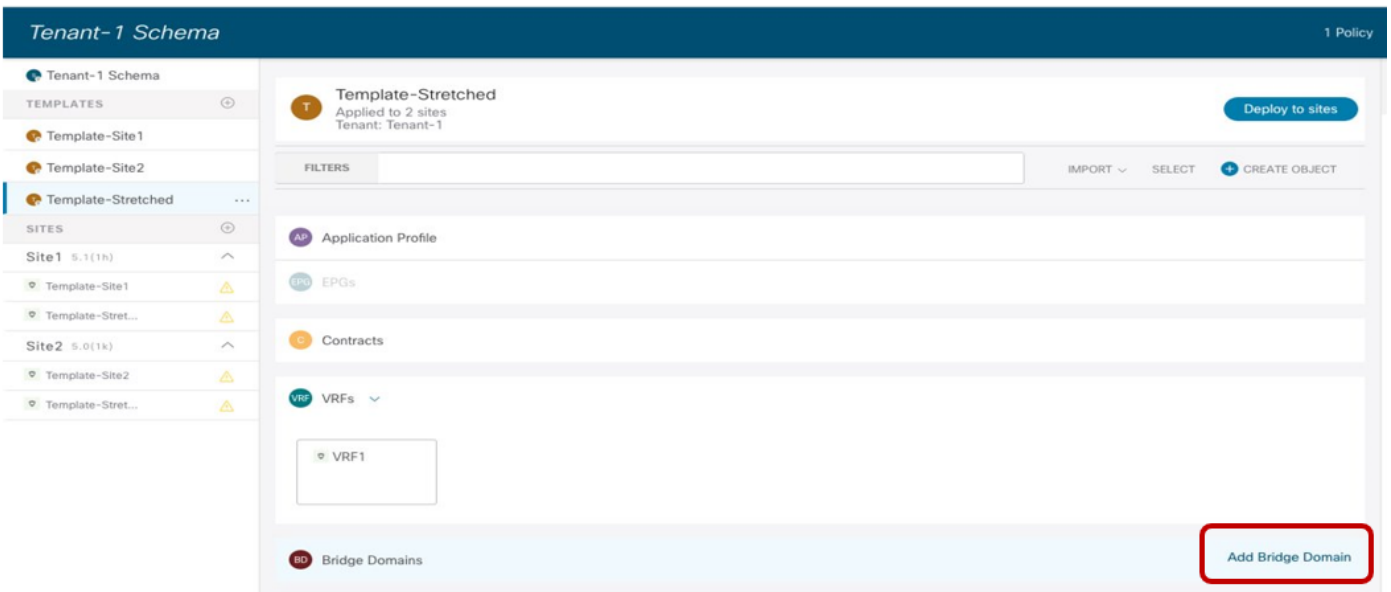 Tenant-1 Schema
1 Policy
Tenant-1 Schema
TEMPLATES
Template-Site1
Template-Site2
Template-Stretched
...
SITES
Site1 5.1(1h)
Template-Site1
Template-Stret...
Site2 5.0(1k)
Template-Site2
Template-Stret...
T
Template-Stretched
Applied to 2 sites
Tenant: Tenant-1
Deploy to sites
FILTERS
IMPORT
SELECT
CREATE OBJECT
AP Application Profile
EPG EPGs
C Contracts
VRF VRFs
VRF1
BD Bridge Domains
Add Bridge Domain